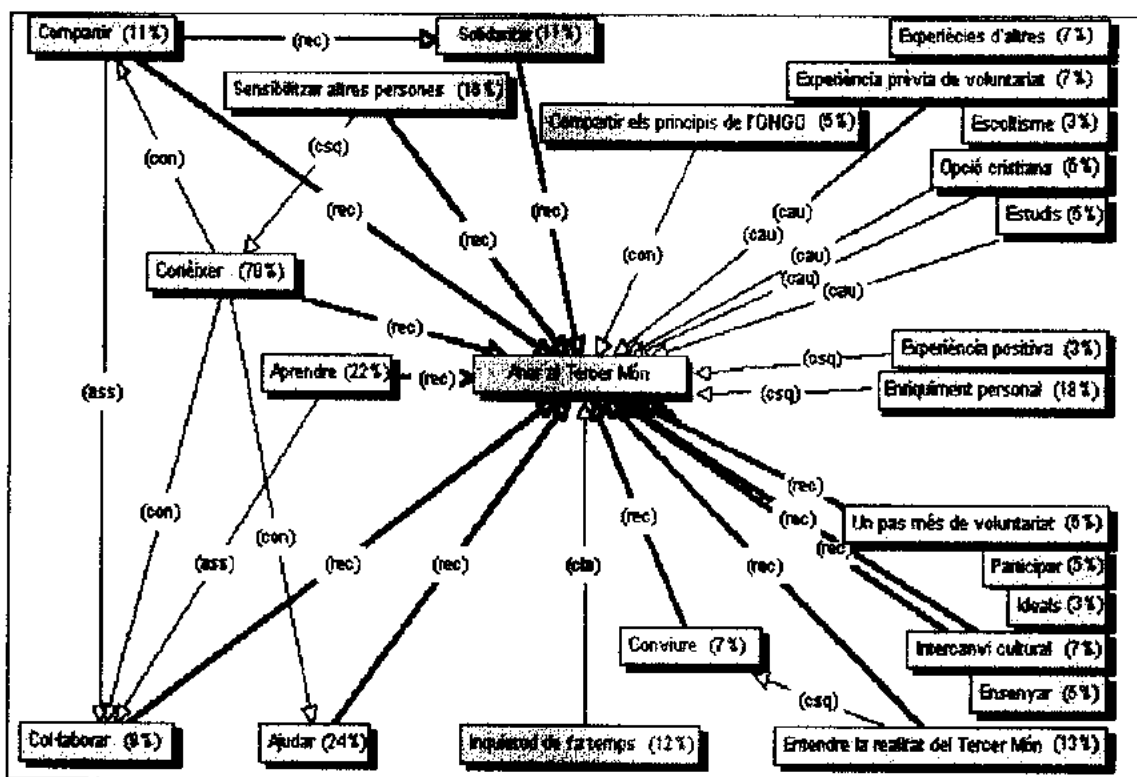 Compartir (11%)
(rec)
Solidaritat (11%)
Experiècies d'altres (7%)
Sensibilitzar altres persones
Experiència prèvia de voluntariat (7%)
Compartir els principis de l'ONGD (5%)
Escoltisme (3%)
(con)
(csq)
Opció cristiana (5%)
(rec)
(rec)
(rec)
(cau)
Estudis (5%)
(cau)
(con)
(cau)
(cau)
(cau)
Conèixer
(rec)
Experiència positiva (3%)
(csq)
Aprendre (22%)
(rec)
Anar al Tercer Món
(csq)
Enriquiment personal (18%)
(ass)
(rec)
(con)
(con)
(rec)
(rec)
Un pas més de voluntariat (5%)
(ass)
(rec)
(rec)
(cla)
(rec)
(rec)
Participar (5%)
Ideals (3%)
Conviure (7%)
Intercanvi cultural (7%)
(csq)
Ensenyar (5%)
Col·laborar (9%)
Ajudar (24%)
Inquietud de fa temps (12%)
Entendre la realitat del Tercer Món (13%)